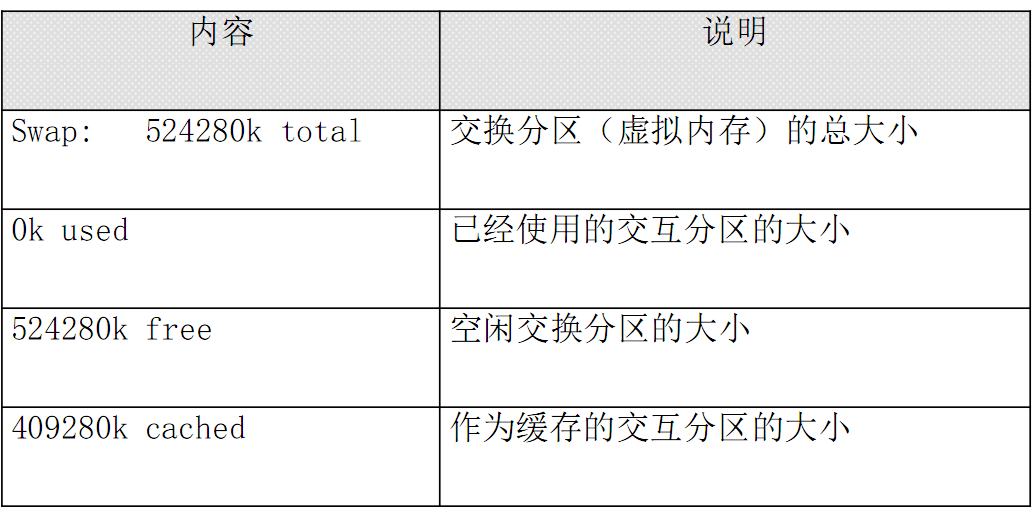 内容 说明
Swap: 524280k total 交换分区（虚拟内存）的总大小
0k used 已经使用的交互分区的大小
524280k free 空闲交换分区的大小
409280k cached 作为缓存的交互分区的大小